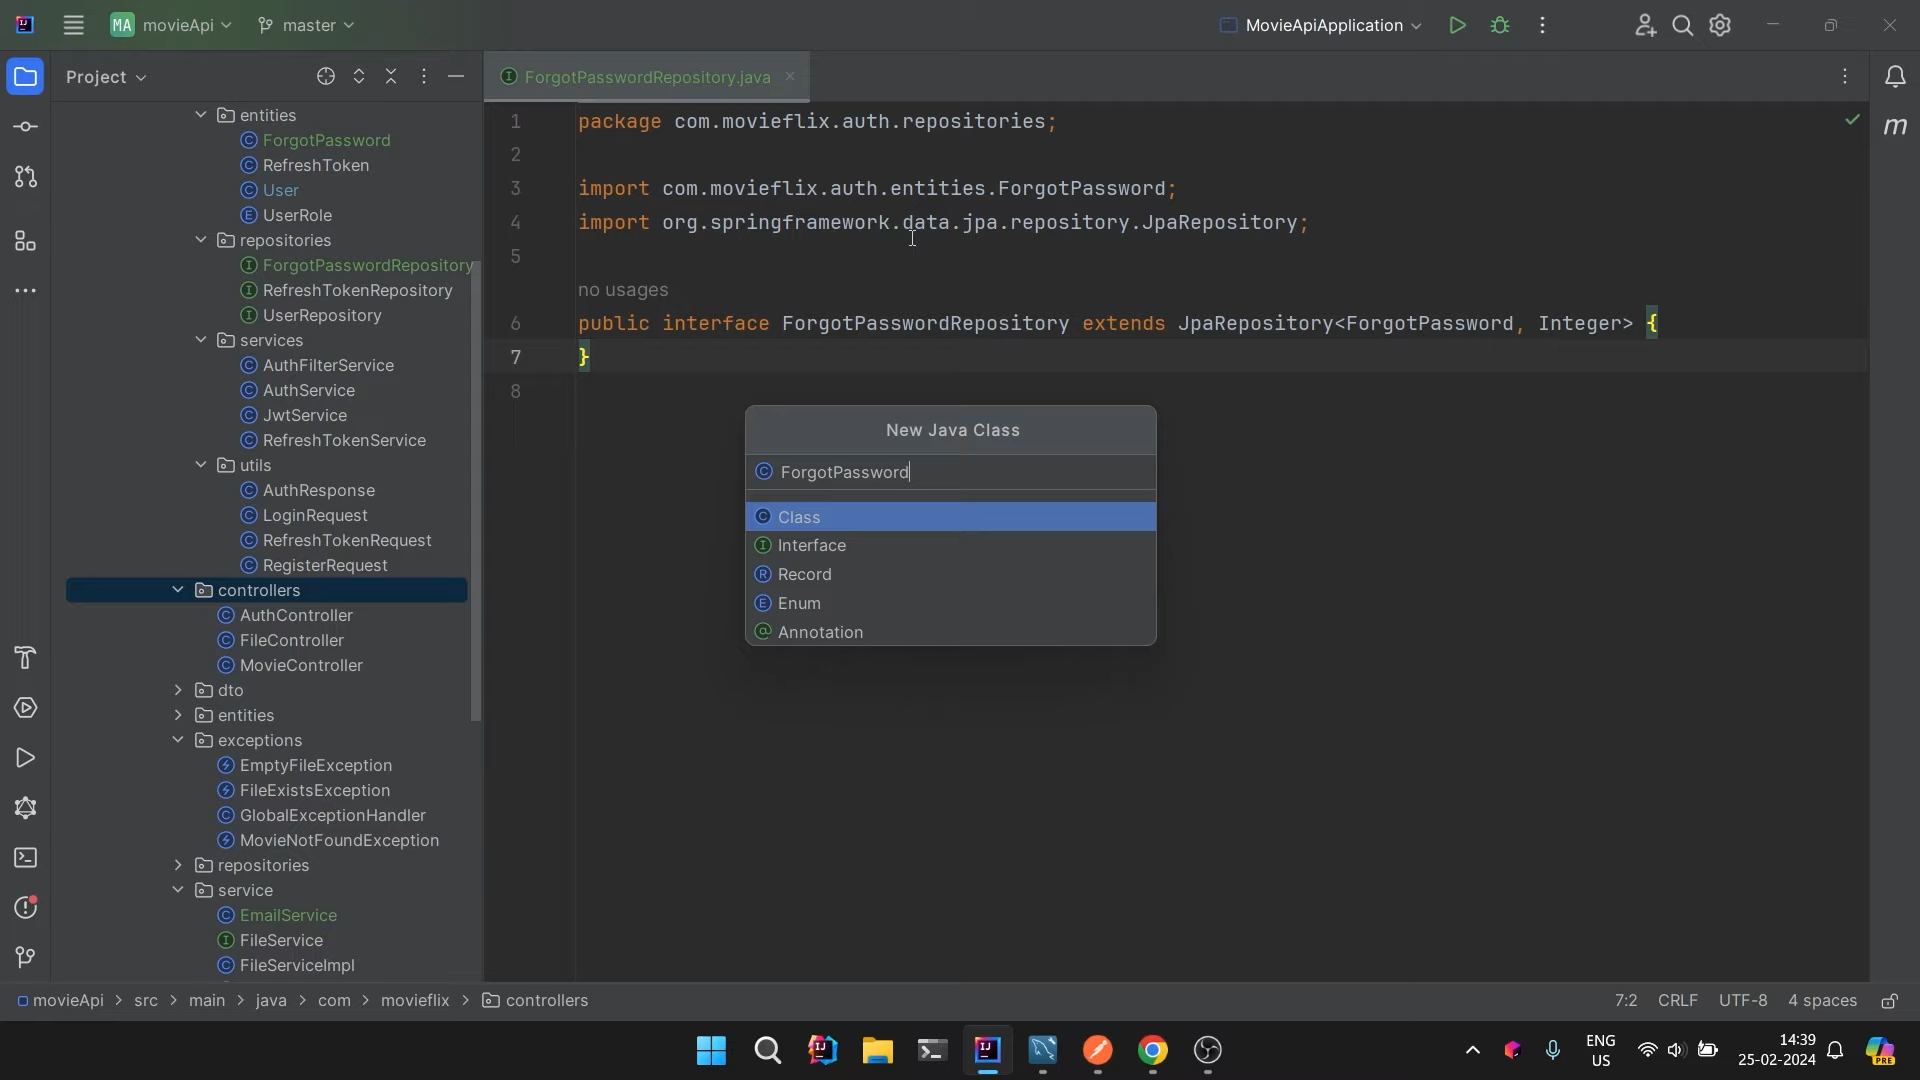 MA movieApi
master
MovieApiApplication
Project
ForgotPasswordRepository.java
entities
ForgotPassword
RefreshToken
User
UserRole
repositories
ForgotPasswordRepository
RefreshTokenRepository
UserRepository
services
AuthFilterService
AuthService
JwtService
RefreshTokenService
utils
AuthResponse
LoginRequest
RefreshTokenRequest
RegisterRequest
controllers
AuthController
FileController
MovieController
dto
entities
exceptions
EmptyFileException
FileExistsException
GlobalExceptionHandler
MovieNotFoundException
repositories
service
EmailService
FileService
FileServiceImpl
1 package com.movieflix.auth.repositories;
2
3 import com.movieflix.auth.entities.ForgotPassword;
4 import org.springframework.data.jpa.repository.JpaRepository;
5
no usages
6 public interface ForgotPasswordRepository extends JpaRepository<ForgotPassword, Integer> {
7 }
8
New Java Class
ForgotPassword
Class
Interface
Record
Enum
Annotation
m
movieApi > src > main > java > com > movieflix > controllers
7:2 CRLF UTF-8 4 spaces
ENG
US
14:39
25-02-2024
PRE